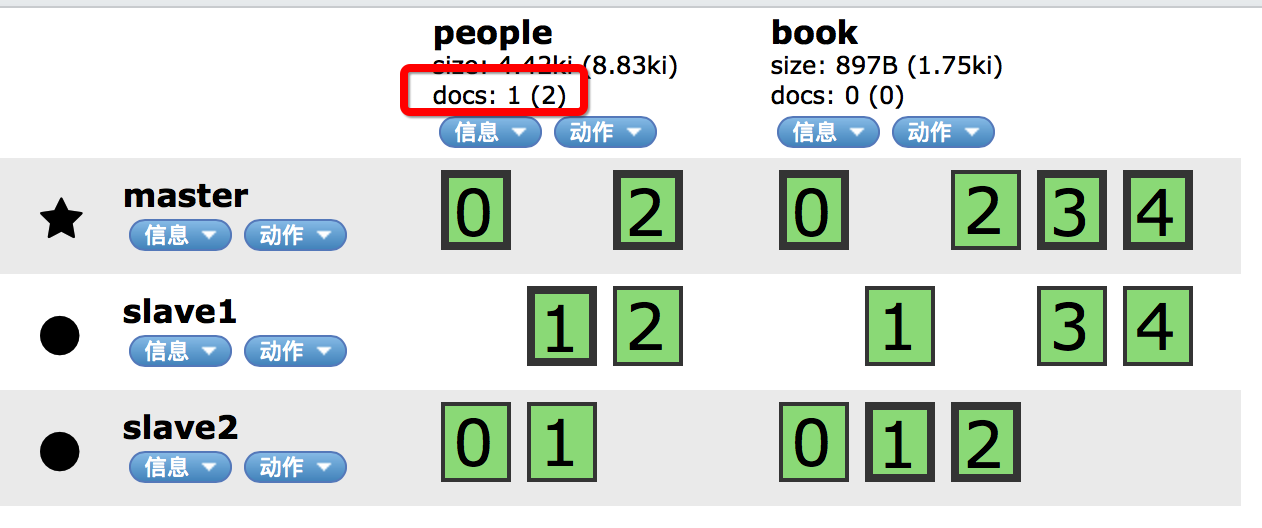 people book
size: 4.42ki (8.83ki) size: 897B (1.75ki)
docs: 1 (2) docs: 0 (0)
信息 动作 信息 动作
master 0 2 0 2 3 4
信息 动作
slave1 1 2 1 3 4
信息 动作
slave2 0 1 0 1 2
信息 动作